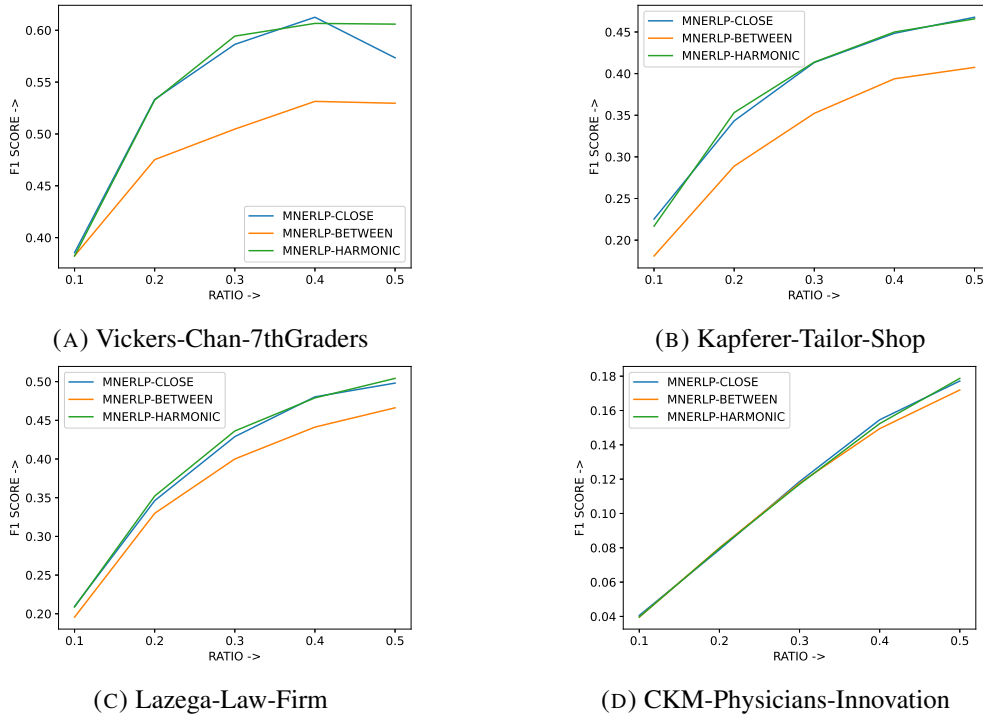 0.60
0.55
0.50
0.45
0.40
F1 SCORE ->
MNERLP-CLOSE
MNERLP-BETWEEN
MNERLP-HARMONIC
0.1 0.2 0.3 0.4 0.5
RATIO ->
(A) Vickers-Chan-7thGraders
0.45
0.40
0.35
0.30
0.25
0.20
F1 SCORE ->
MNERLP-CLOSE
MNERLP-BETWEEN
MNERLP-HARMONIC
0.1 0.2 0.3 0.4 0.5
RATIO ->
(B) Kapferer-Tailor-Shop
0.50
0.45
0.40
0.35
0.30
0.25
0.20
F1 SCORE ->
MNERLP-CLOSE
MNERLP-BETWEEN
MNERLP-HARMONIC
0.1 0.2 0.3 0.4 0.5
RATIO ->
(C) Lazega-Law-Firm
0.18
0.16
0.14
0.12
0.10
0.08
0.06
0.04
F1 SCORE ->
MNERLP-CLOSE
MNERLP-BETWEEN
MNERLP-HARMONIC
0.1 0.2 0.3 0.4 0.5
RATIO ->
(D) CKM-Physicians-Innovation